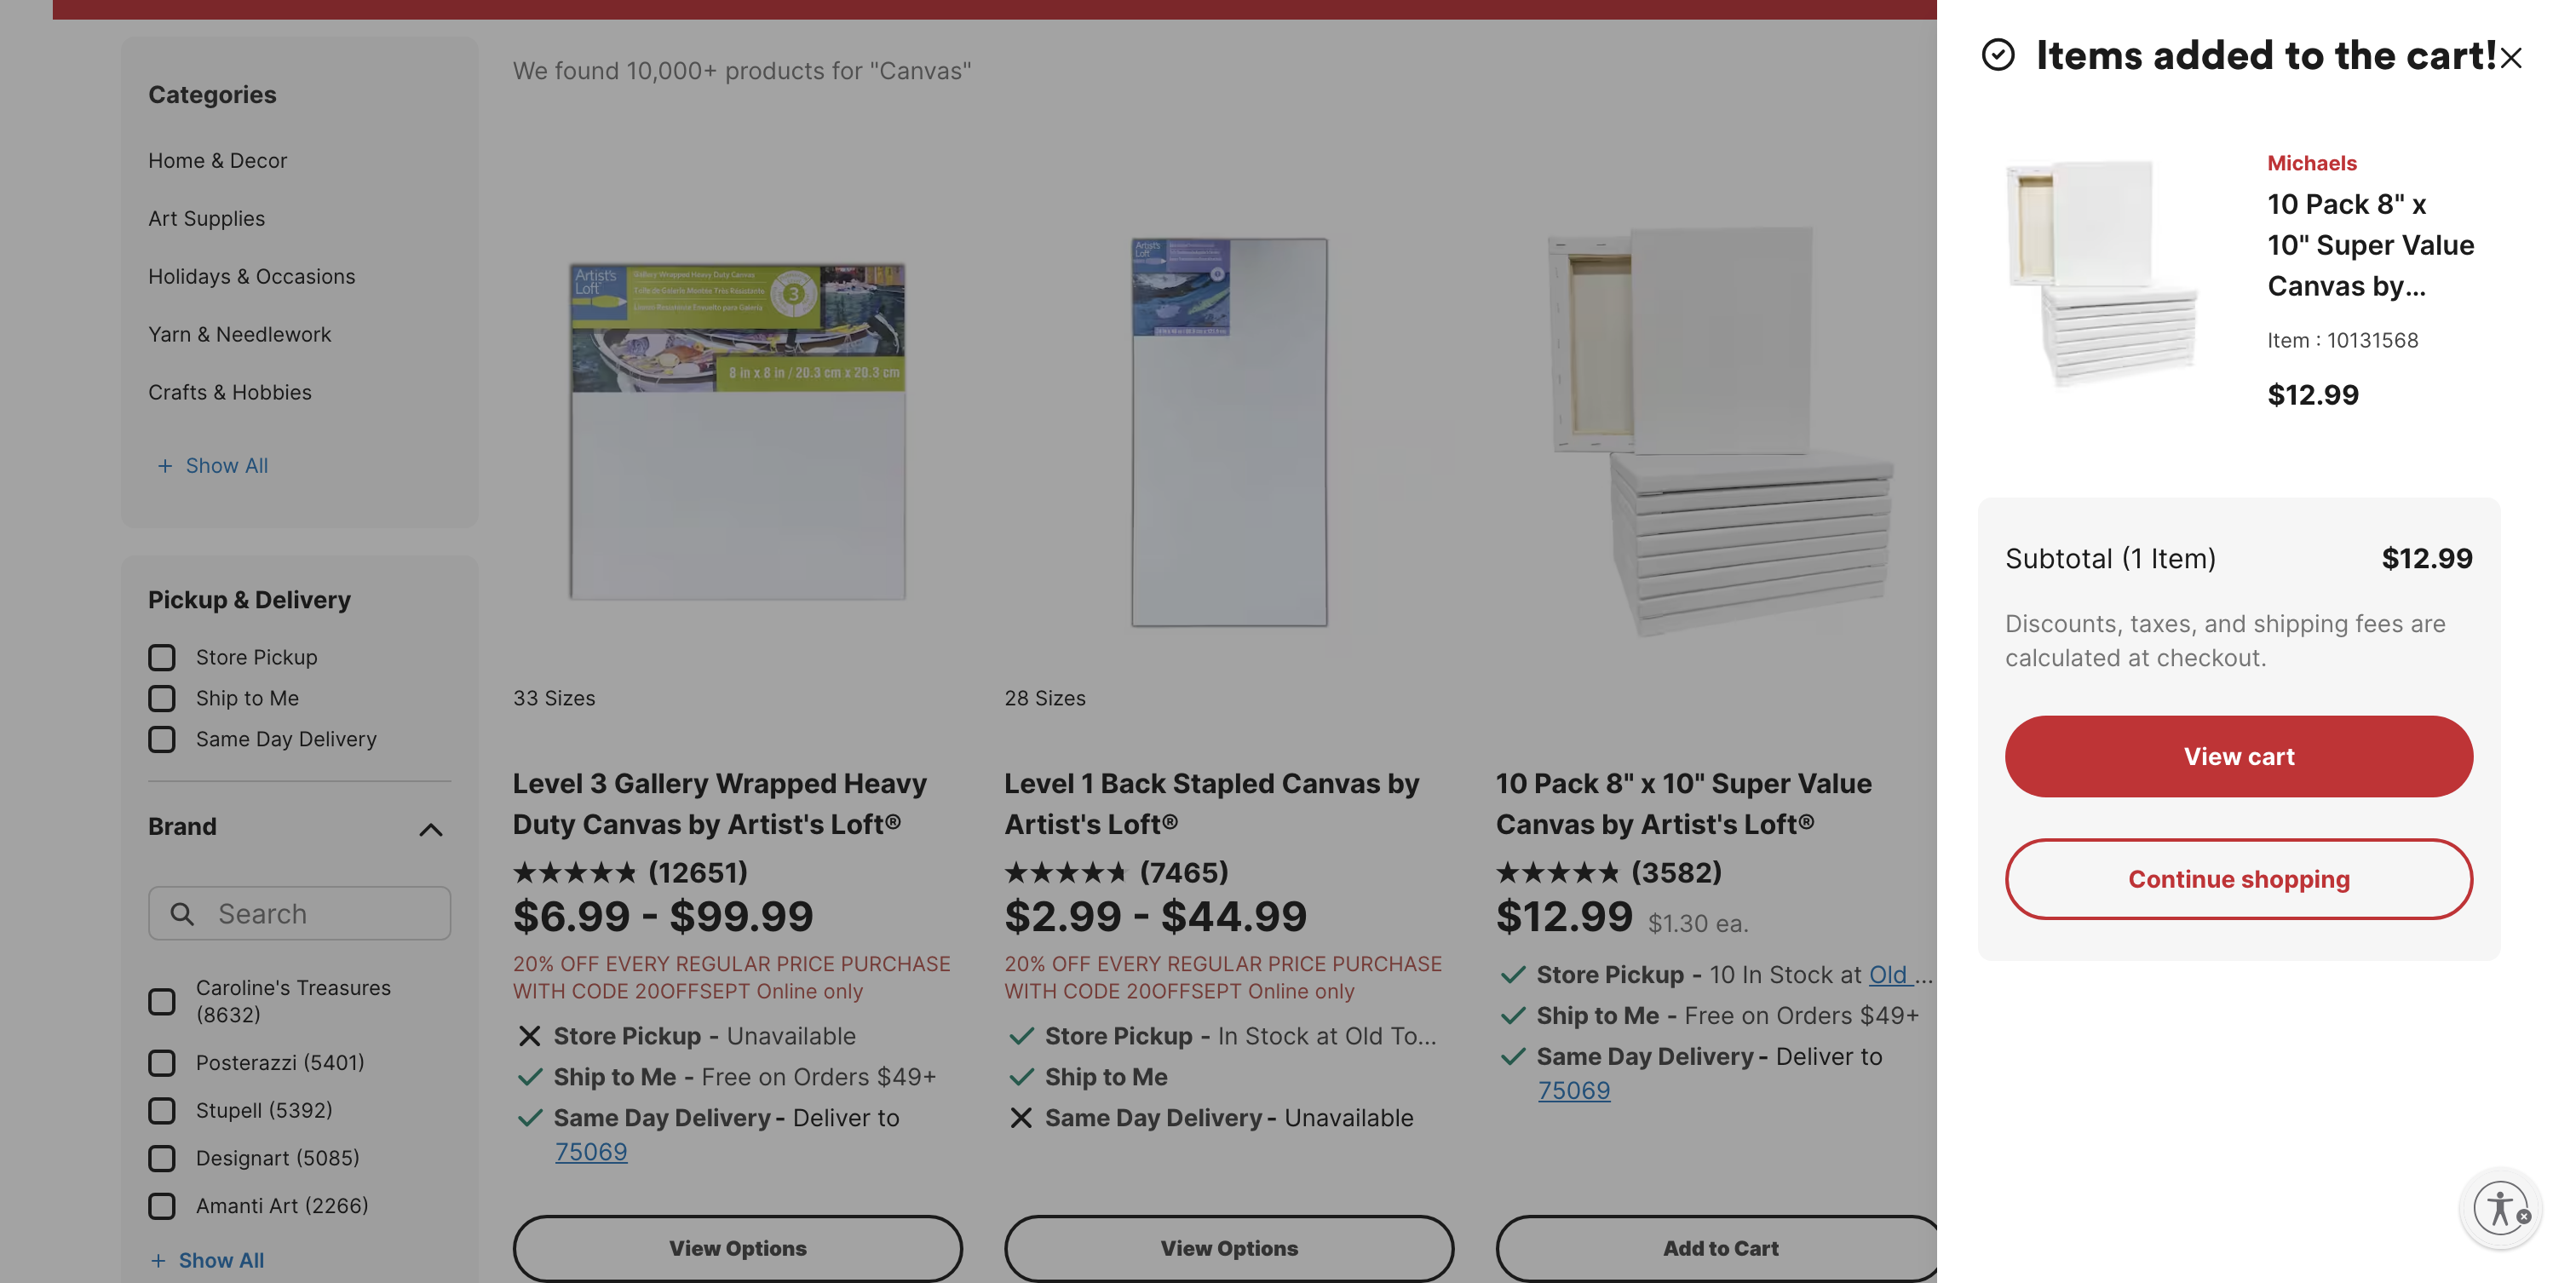 We found 10,000+ products for "Canvas"
Categories
Home & Decor
Art Supplies
Holidays & Occasions
Yarn & Needlework
Crafts & Hobbies
+ Show All
Pickup & Delivery
Store Pickup
Ship to Me
Same Day Delivery
Brand
Search
Caroline's Treasures
(8632)
Posterazzi (5401)
Stupell (5392)
Designart (5085)
Amanti Art (2266)
+ Show All
Artist's
Loft
Gallery Wrapped Heavy Duty Canvas
3
8 in x 8 in / 20.3 cm x 20.3 cm
33 Sizes
Level 3 Gallery Wrapped Heavy
Duty Canvas by Artist's Loft®
(12651)
$6.99 - $99.99
20% OFF EVERY REGULAR PRICE PURCHASE
WITH CODE 20OFFSEPT Online only
Store Pickup - Unavailable
Ship to Me - Free on Orders $49+
Same Day Delivery - Deliver to
75069
View Options
Artist's
Loft
28 Sizes
Level 1 Back Stapled Canvas by
Artist's Loft®
(7465)
$2.99 - $44.99
20% OFF EVERY REGULAR PRICE PURCHASE
WITH CODE 20OFFSEPT Online only
Store Pickup - In Stock at Old To...
Ship to Me
Same Day Delivery - Unavailable
View Options
10 Pack 8" x 10" Super Value
Canvas by Artist's Loft®
(3582)
$12.99 $1.30 ea.
Store Pickup - 10 In Stock at Old ...
Ship to Me - Free on Orders $49+
Same Day Delivery - Deliver to
75069
Add to Cart
Items added to the cart!
Michaels
10 Pack 8" x
10" Super Value
Canvas by...
Item : 10131568
$12.99
Subtotal (1 Item) $12.99
Discounts, taxes, and shipping fees are
calculated at checkout.
View cart
Continue shopping